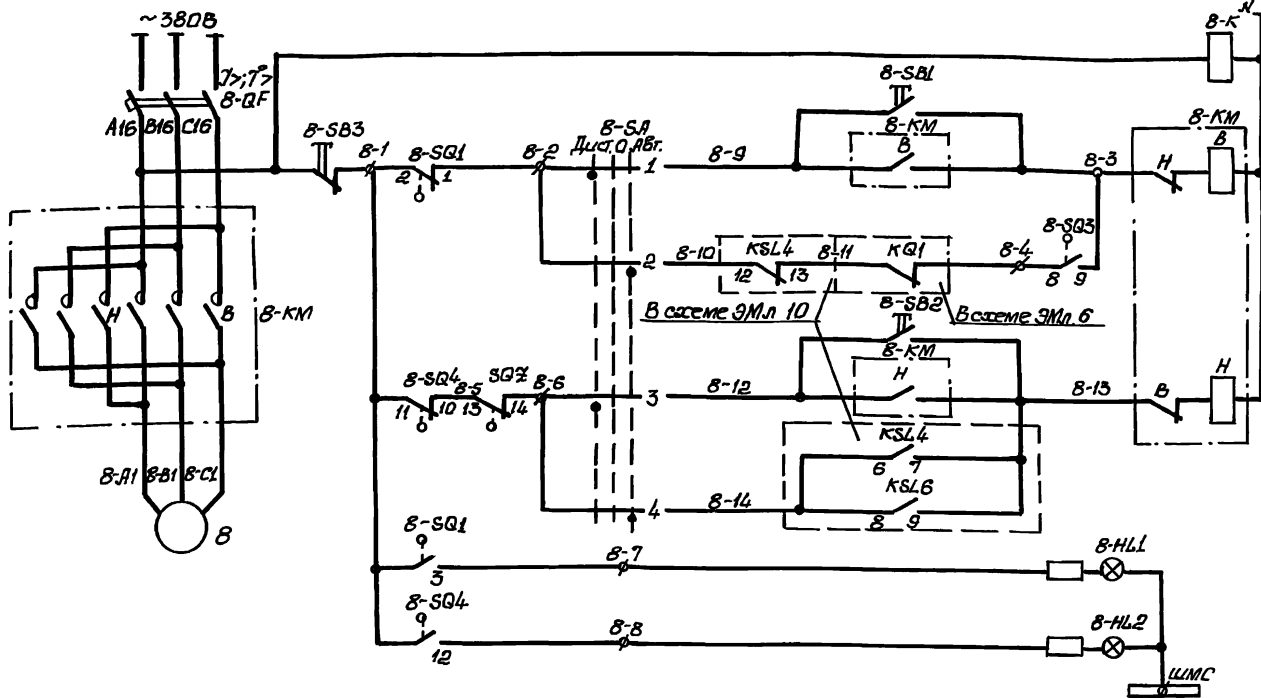 ~380В
8-K
N
I>;T°>
8-QF
A16 B16 C16
8-SB3
8-1
8-SQ1
2 1
8-2
8-SA
Дист. О Авт.
1
8-9
8-SB1
8-KM
В
8-3
8-KM
Н
В
2
8-10
KSL4
12 13
8-11
KQ1
8-4
8-SQ3
8 9
В схеме ЭМл 10
В схеме ЭМл. 6
Н
В
8-KM
8-SB2
8-KM
Н
8-SQ4
11 10
8-5
SQ7
13 14
8-6
3
8-12
8-13
В
Н
KSL4
6 7
KSL6
8 9
4
8-14
8-A1 8-B1 8-C1
8
8-SQ1
3
8-7
8-HL1
8-SQ4
12
8-8
8-HL2
ШМС